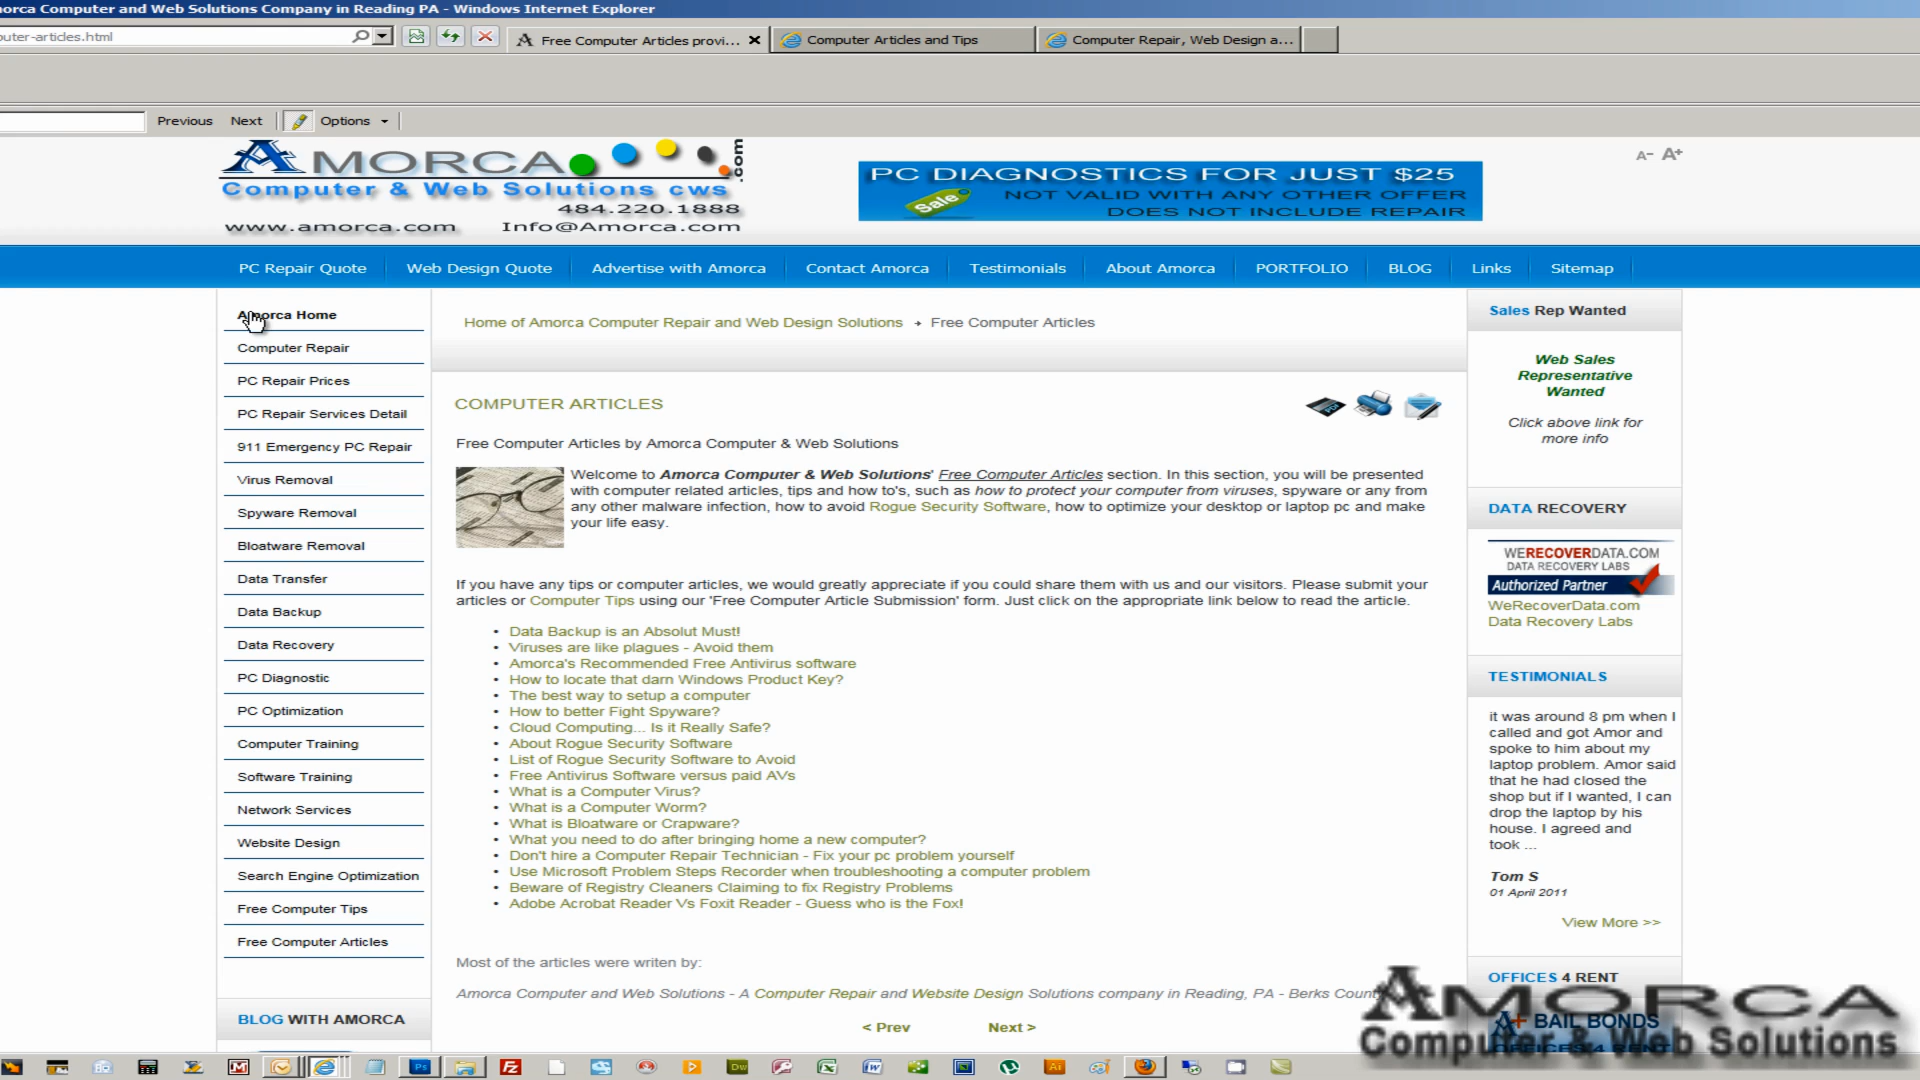 morca Computer and Web Solutions Company in Reading PA - Windows Internet Explorer
uter-articles.html
Free Computer Articles provi...
Computer Articles and Tips
Computer Repair, Web Design a...
Previous Next Options
AMORCA.com
Computer & Web Solutions cws
484.220.1888
www.amorca.com Info@Amorca.com
PC DIAGNOSTICS FOR JUST $25
Sale NOT VALID WITH ANY OTHER OFFER
DOES NOT INCLUDE REPAIR
A- A+
PC Repair Quote Web Design Quote Advertise with Amorca Contact Amorca Testimonials About Amorca PORTFOLIO BLOG Links Sitemap
Amorca Home
Computer Repair
PC Repair Prices
PC Repair Services Detail
911 Emergency PC Repair
Virus Removal
Spyware Removal
Bloatware Removal
Data Transfer
Data Backup
Data Recovery
PC Diagnostic
PC Optimization
Computer Training
Software Training
Network Services
Website Design
Search Engine Optimization
Free Computer Tips
Free Computer Articles
BLOG WITH AMORCA
Home of Amorca Computer Repair and Web Design Solutions Free Computer Articles
COMPUTER ARTICLES
PDF
Free Computer Articles by Amorca Computer & Web Solutions
Welcome to Amorca Computer & Web Solutions' Free Computer Articles section. In this section, you will be presented
with computer related articles, tips and how to's, such as how to protect your computer from viruses, spyware or any from
any other malware infection, how to avoid Rogue Security Software, how to optimize your desktop or laptop pc and make
your life easy.
If you have any tips or computer articles, we would greatly appreciate if you could share them with us and our visitors. Please submit your
articles or Computer Tips using our 'Free Computer Article Submission' form. Just click on the appropriate link below to read the article.
• Data Backup is an Absolut Must!
• Viruses are like plagues - Avoid them
• Amorca's Recommended Free Antivirus software
• How to locate that darn Windows Product Key?
• The best way to setup a computer
• How to better Fight Spyware?
• Cloud Computing... Is it Really Safe?
• About Rogue Security Software
• List of Rogue Security Software to Avoid
• Free Antivirus Software versus paid AVs
• What is a Computer Virus?
• What is a Computer Worm?
• What is Bloatware or Crapware?
• What you need to do after bringing home a new computer?
• Don't hire a Computer Repair Technician - Fix your pc problem yourself
• Use Microsoft Problem Steps Recorder when troubleshooting a computer problem
• Beware of Registry Cleaners Claiming to fix Registry Problems
• Adobe Acrobat Reader Vs Foxit Reader - Guess who is the Fox!
Most of the articles were writen by:
Amorca Computer and Web Solutions - A Computer Repair and Website Design Solutions company in Reading, PA - Berks County
< Prev Next >
Sales Rep Wanted
Web Sales
Representative
Wanted
Click above link for
more info
DATA RECOVERY
WERECOVERDATA.COM
DATA RECOVERY LABS
Authorized Partner
WeRecoverData.com
Data Recovery Labs
TESTIMONIALS
it was around 8 pm when I
called and got Amor and
spoke to him about my
laptop problem. Amor said
that he had closed the
shop but if I wanted, I can
drop the laptop by his
house. I agreed and
took ...
Tom S
01 April 2011
View More >>
OFFICES 4 RENT
A+ BAIL BONDS
OFFICES 4 RENT
AMORCA
Computer & Web Solutions